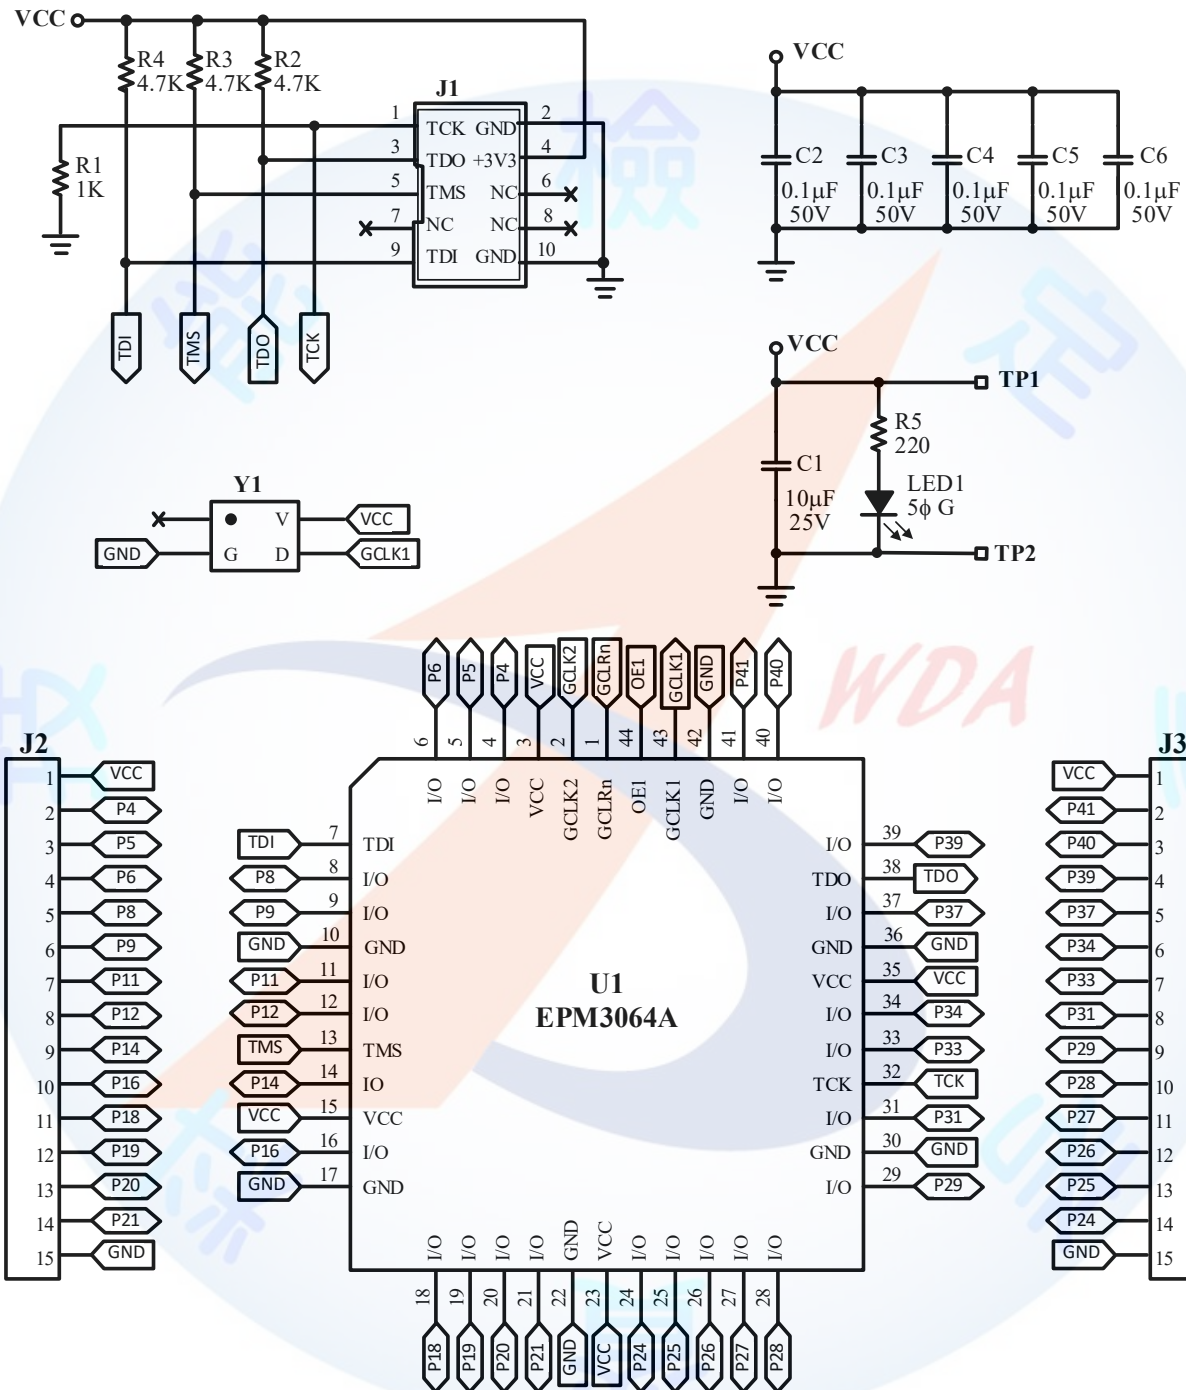 VCC
R4
4.7K
R3
4.7K
R2
4.7K
R1
1K
J1
1 TCK GND 2
3 TDO +3V3 4
5 TMS NC 6
7 NC NC 8
9 TDI GND 10
TDI
TMS
TDO
TCK
VCC
C2
0.1μF
50V
C3
0.1μF
50V
C4
0.1μF
50V
C5
0.1μF
50V
C6
0.1μF
50V
VCC
TP1
R5
220
C1
10μF
25V
LED1
5ϕ G
TP2
Y1
V VCC
GND G D GCLK1
檢
定
能
技
WDA
P6
P5
P4
VCC
GCLK2
GCLRn
OE1
GCLK1
GND
P41
P40
6
5
4
3
2
1
44
43
42
41
40
I/O
I/O
I/O
VCC
GCLK2
GCLRn
OE1
GCLK1
GND
I/O
I/O
J2
1 VCC
2 P4
3 P5
4 P6
5 P8
6 P9
7 P11
8 P12
9 P14
10 P16
11 P18
12 P19
13 P20
14 P21
15 GND
TDI 7 TDI
P8 8 I/O
P9 9 I/O
GND 10 GND
P11 11 I/O
P12 12 I/O
TMS 13 TMS
P14 14 IO
VCC 15 VCC
P16 16 I/O
GND 17 GND
U1
EPM3064A
I/O 39 P39
TDO 38 TDO
I/O 37 P37
GND 36 GND
VCC 35 VCC
I/O 34 P34
I/O 33 P33
TCK 32 TCK
I/O 31 P31
GND 30 GND
I/O 29 P29
J3
VCC 1
P41 2
P40 3
P39 4
P37 5
P34 6
P33 7
P31 8
P29 9
P28 10
P27 11
P26 12
P25 13
P24 14
GND 15
I/O
I/O
I/O
I/O
GND
VCC
I/O
I/O
I/O
I/O
I/O
18
19
20
21
22
23
24
25
26
27
28
P18
P19
P20
P21
GND
VCC
P24
P25
P26
P27
P28